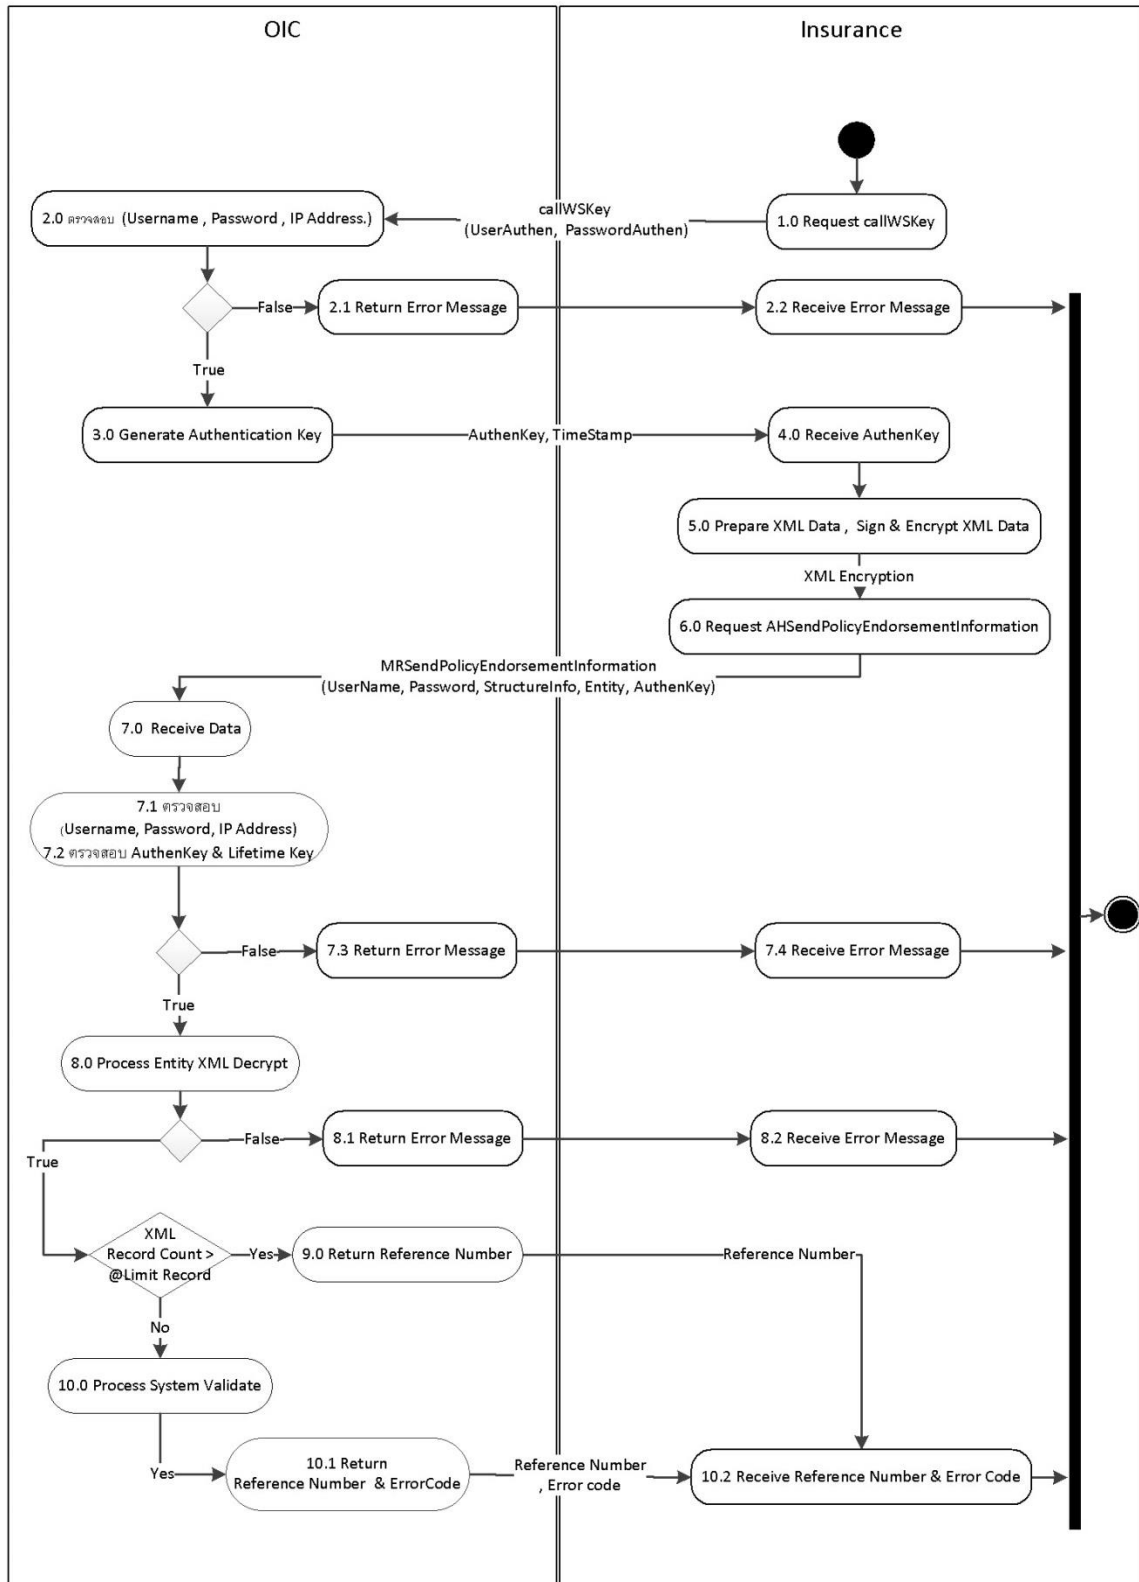 OIC
Insurance
1.0 Request callWSKey
callWSKey
(UserAuthen, PasswordAuthen)
2.0 ตรวจสอบ (Username , Password , IP Address.)
False
2.1 Return Error Message
2.2 Receive Error Message
True
3.0 Generate Authentication Key
AuthenKey, TimeStamp
4.0 Receive AuthenKey
5.0 Prepare XML Data , Sign & Encrypt XML Data
XML Encryption
6.0 Request AHSendPolicyEndorsementInformation
MRSendPolicyEndorsementInformation
(UserName, Password, StructureInfo, Entity, AuthenKey)
7.0 Receive Data
7.1 ตรวจสอบ
(Username, Password, IP Address)
7.2 ตรวจสอบ AuthenKey & Lifetime Key
False
7.3 Return Error Message
7.4 Receive Error Message
True
8.0 Process Entity XML Decrypt
False
8.1 Return Error Message
8.2 Receive Error Message
True
XML
Record Count >
@Limit Record
Yes
9.0 Return Reference Number
Reference Number
No
10.0 Process System Validate
Yes
10.1 Return
Reference Number & ErrorCode
Reference Number
, Error code
10.2 Receive Reference Number & Error Code